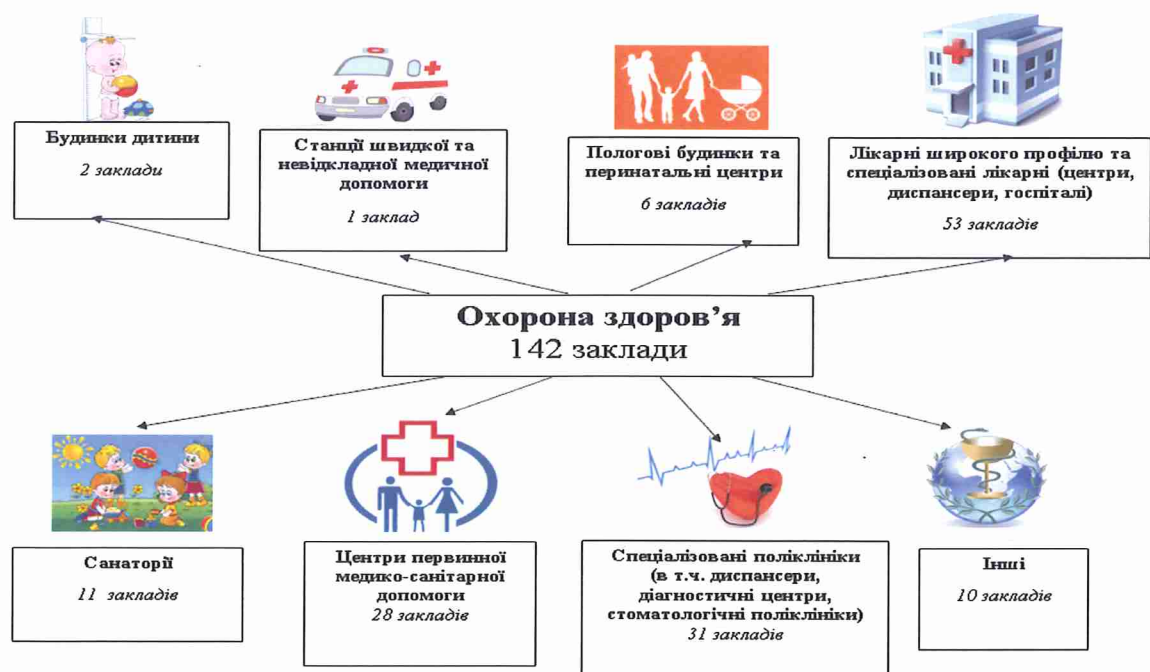 Будинки дитини
2 заклади
Станції швидкої та
невідкладної медичної
допомоги
1 заклад
Пологові будинки та
перинатальні центри
6 закладів
Лікарні широкого профілю та
спеціалізовані лікарні (центри,
диспансери, госпіталі)
53 закладів
Охорона здоров’я
142 заклади
Санаторії
11 закладів
Центри первинної
медико-санітарної
допомоги
28 закладів
Спеціалізовані поліклініки
(в т.ч. диспансери,
діагностичні центри,
стоматологічні поліклініки)
31 закладів
Інші
10 закладів